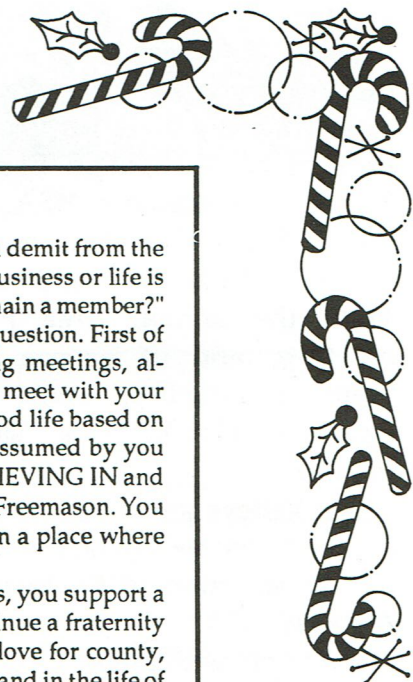 demit from the
usiness or life is
main a member?"
uestion. First of
g meetings, al-
meet with your
od life based on
ssumed by you
IEVING IN and
Freemason. You
n a place where
s, you support a
nue a fraternity
love for county,
and in the life of